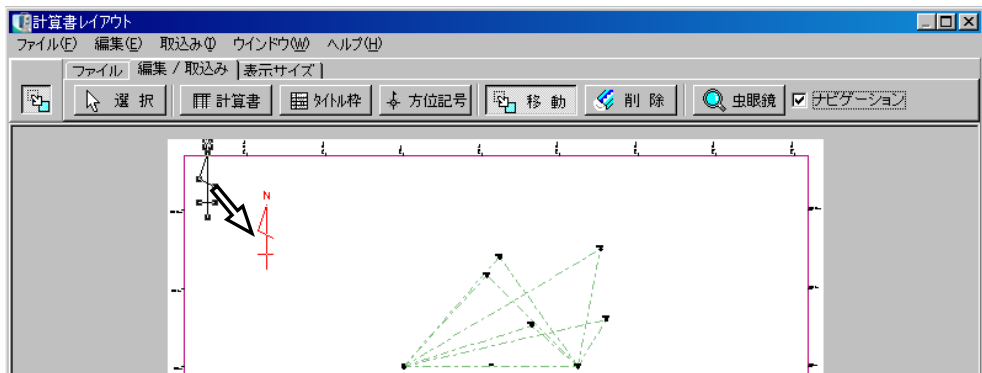 計算書レイアウト
ファイル(F) 編集(E) 取込み(I) ウインドウ(W) ヘルプ(H)
ファイル 編集 / 取込み 表示サイズ
選 択 計算書 ﾀｲﾄﾙ枠 方位記号 移 動 削 除 虫眼鏡 ナビゲーション
N